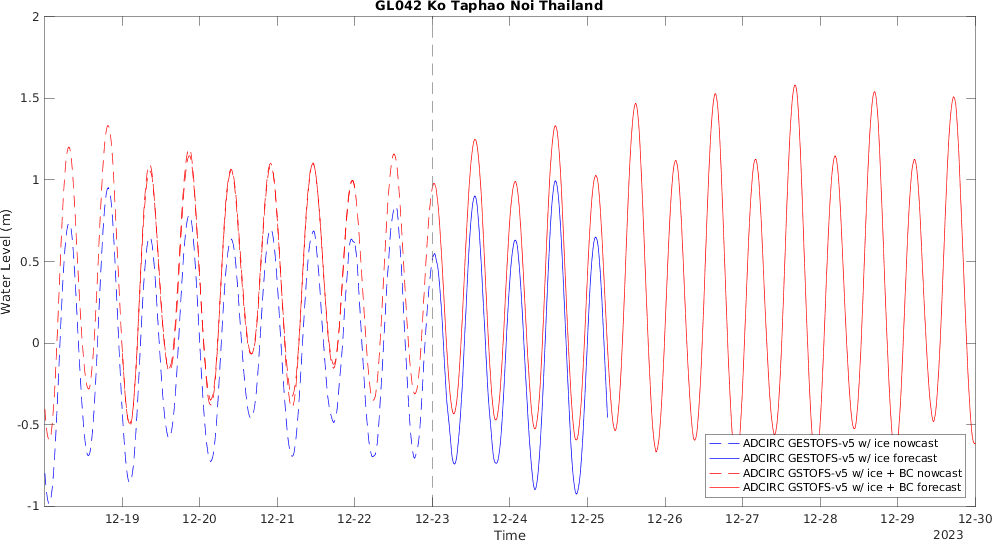 GL042 Ko Taphao Noi Thailand
2
1.5
1
0.5
0
-0.5
-1
Water Level (m)
12-19 12-20 12-21 12-22 12-23 12-24 12-25 12-26 12-27 12-28 12-29 12-30
Time
2023
ADCIRC GESTOFS-v5 w/ ice nowcast
ADCIRC GESTOFS-v5 w/ ice forecast
ADCIRC GSTOFS-v5 w/ ice + BC nowcast
ADCIRC GSTOFS-v5 w/ ice + BC forecast